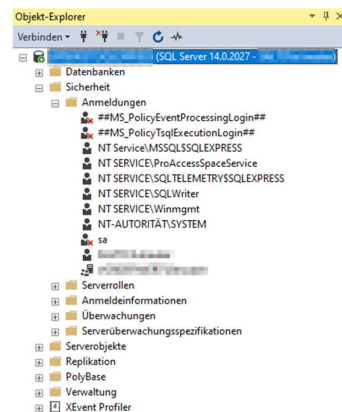 Objekt-Explorer
Verbinden
(SQL Server 14.0.2027 -
Datenbanken
Sicherheit
Anmeldungen
##MS_PolicyEventProcessingLogin##
##MS_PolicyTsqlExecutionLogin##
NT Service\MSSQL$SQLEXPRESS
NT SERVICE\ProAccessSpaceService
NT SERVICE\SQLTELEMETRY$SQLEXPRESS
NT SERVICE\SQLWriter
NT SERVICE\Winmgmt
NT-AUTORITÄT\SYSTEM
sa
Serverrollen
Anmeldeinformationen
Überwachungen
Serverüberwachungsspezifikationen
Serverobjekte
Replikation
PolyBase
Verwaltung
XEvent Profiler